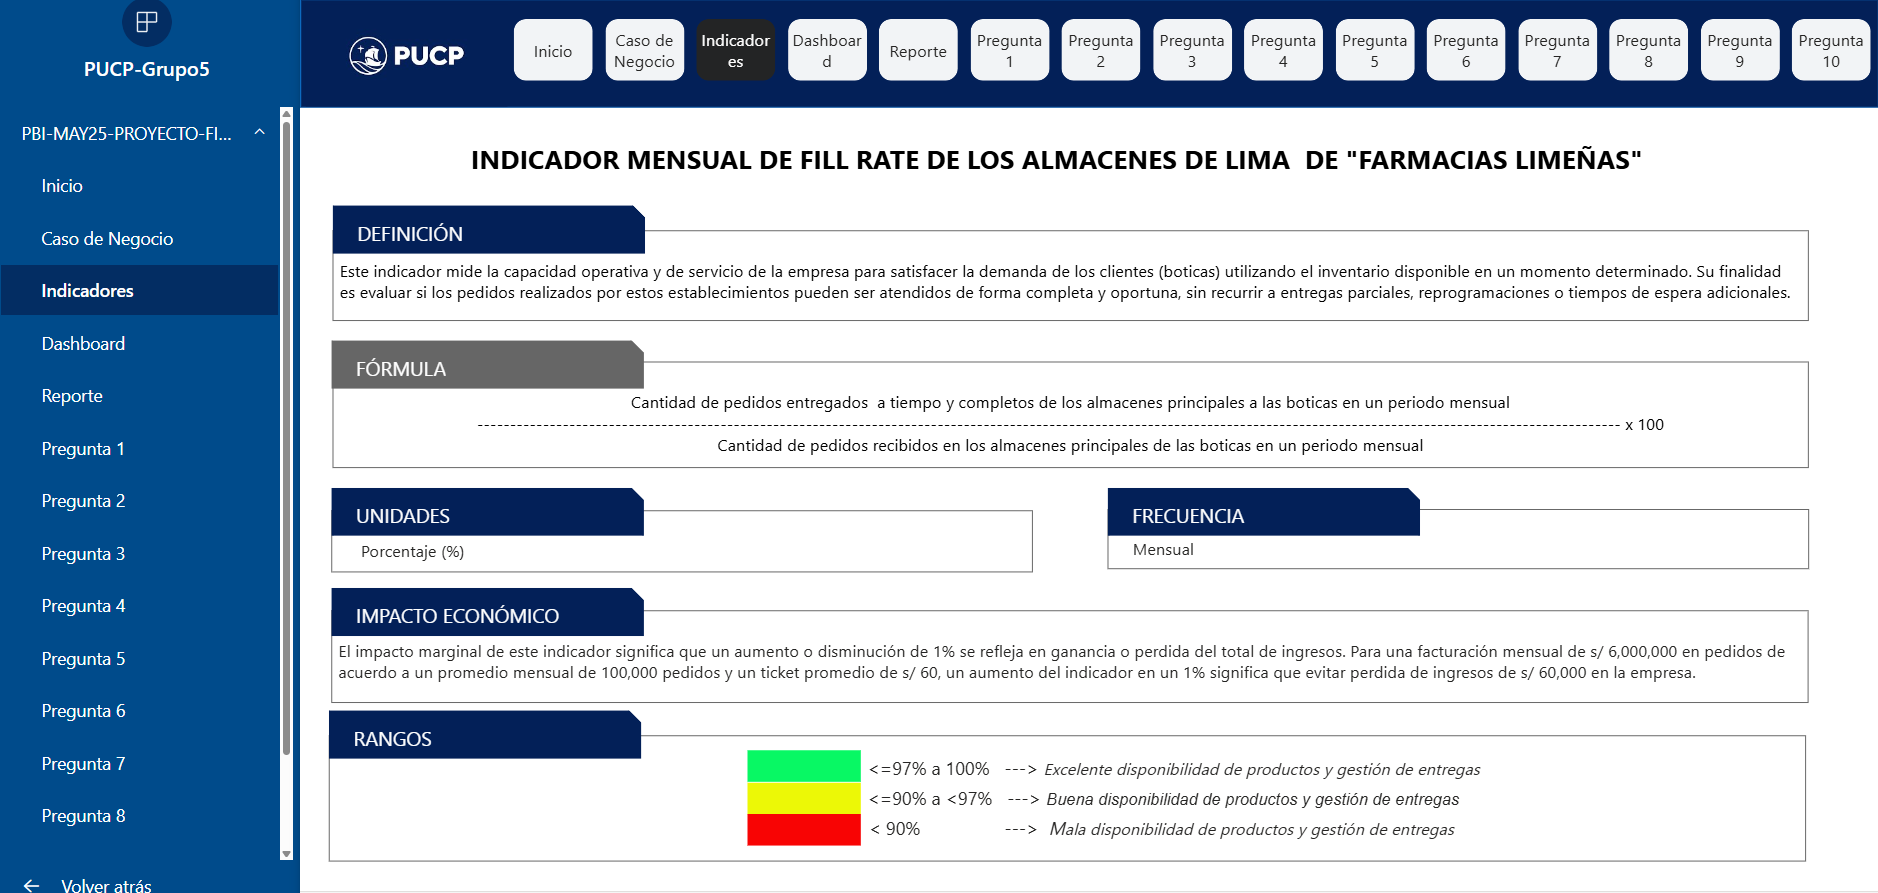 PUCP-Grupo5
PBI-MAY25-PROYECTO-FI...
Inicio
Caso de Negocio
Indicadores
Dashboard
Reporte
Pregunta 1
Pregunta 2
Pregunta 3
Pregunta 4
Pregunta 5
Pregunta 6
Pregunta 7
Pregunta 8
Volver atrás
PUCP
Inicio
Caso de
Negocio
Indicador
es
Dashboar
d
Reporte
Pregunta
1
Pregunta
2
Pregunta
3
Pregunta
4
Pregunta
5
Pregunta
6
Pregunta
7
Pregunta
8
Pregunta
9
Pregunta
10
INDICADOR MENSUAL DE FILL RATE DE LOS ALMACENES DE LIMA  DE "FARMACIAS LIMEÑAS"
DEFINICIÓN
Este indicador mide la capacidad operativa y de servicio de la empresa para satisfacer la demanda de los clientes (boticas) utilizando el inventario disponible en un momento determinado. Su finalidad
es evaluar si los pedidos realizados por estos establecimientos pueden ser atendidos de forma completa y oportuna, sin recurrir a entregas parciales, reprogramaciones o tiempos de espera adicionales.
FÓRMULA
Cantidad de pedidos entregados  a tiempo y completos de los almacenes principales a las boticas en un periodo mensual
------------------------------------------------------------------------------------------------------------------------------------------------------------------------------- x 100
Cantidad de pedidos recibidos en los almacenes principales de las boticas en un periodo mensual
UNIDADES
Porcentaje (%)
FRECUENCIA
Mensual
IMPACTO ECONÓMICO
El impacto marginal de este indicador significa que un aumento o disminución de 1% se refleja en ganancia o perdida del total de ingresos. Para una facturación mensual de s/ 6,000,000 en pedidos de
acuerdo a un promedio mensual de 100,000 pedidos y un ticket promedio de s/ 60, un aumento del indicador en un 1% significa que evitar perdida de ingresos de s/ 60,000 en la empresa.
RANGOS
<=97% a 100%   ---> Excelente disponibilidad de productos y gestión de entregas
<=90% a <97%   ---> Buena disponibilidad de productos y gestión de entregas
< 90%   ---> Mala disponibilidad de productos y gestión de entregas